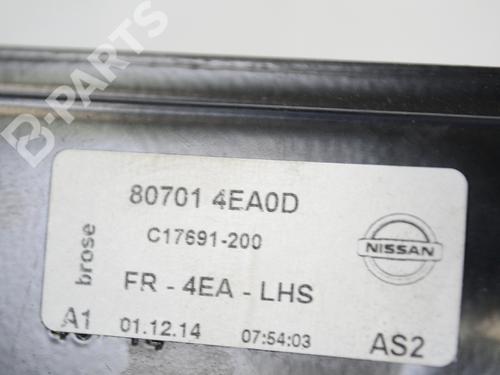 B-PARTS
80701 4EA0D
C17691-200
NISSAN
brose
FR - 4EA - LHS
A1 01.12.14 07:54:03 AS2